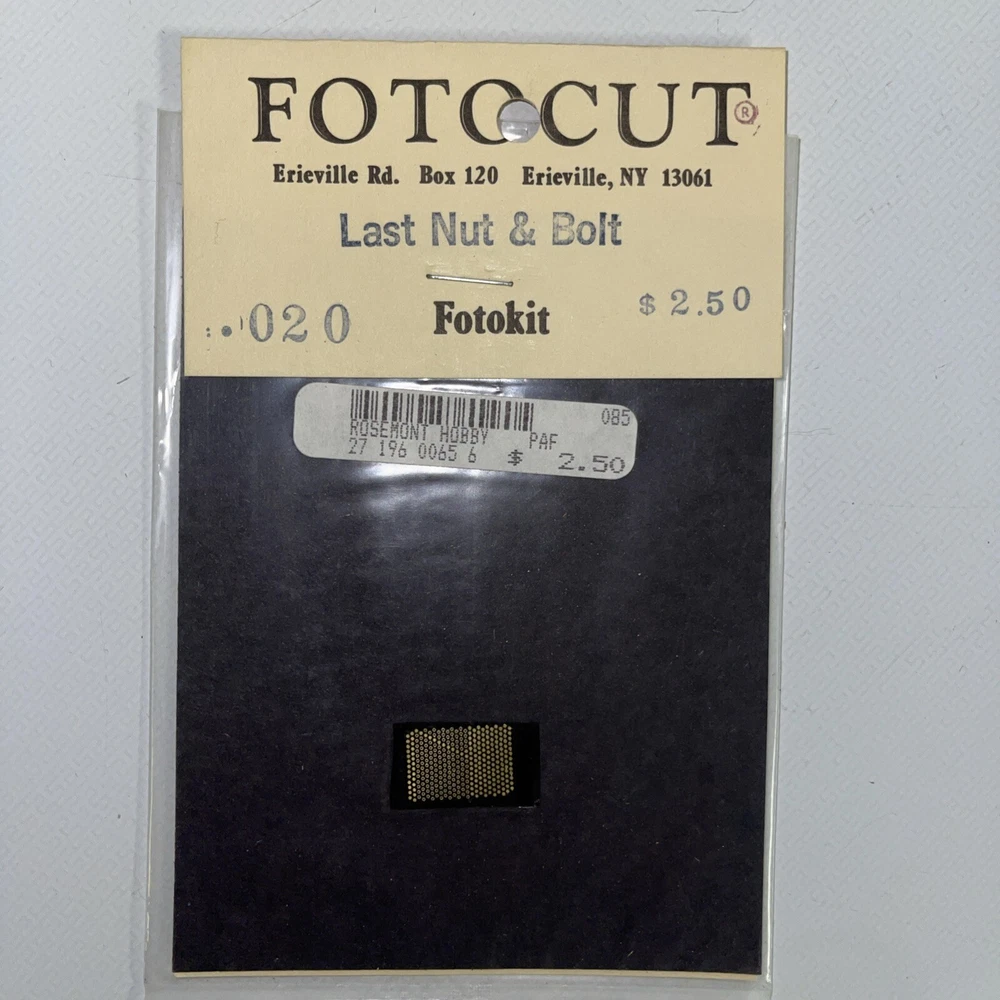 FOTOCUT®
Erieville Rd. Box 120 Erieville, NY 13061
Last Nut & Bolt
.020 Fotokit $2.50
085
ROSEMONT HOBBY PAF
27 196 0065 6 $ 2.50